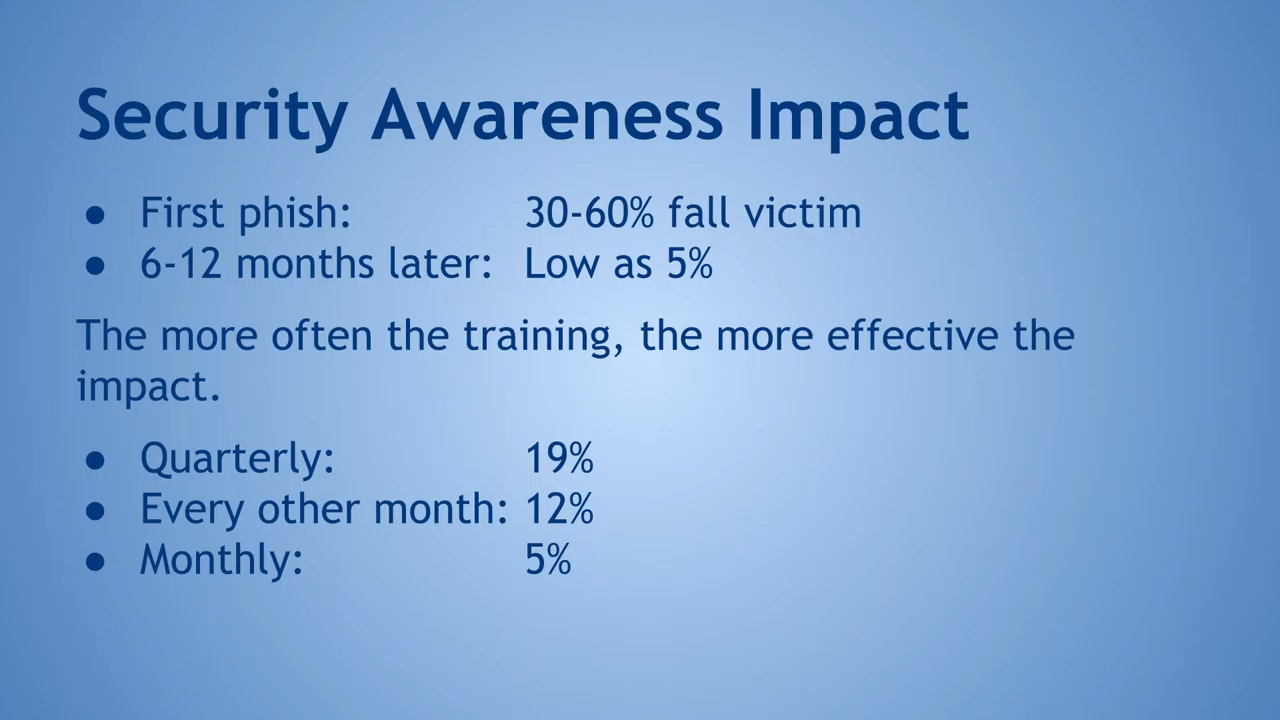 Security Awareness Impact
● First phish: 30-60% fall victim
● 6-12 months later: Low as 5%
The more often the training, the more effective the
impact.
● Quarterly: 19%
● Every other month: 12%
● Monthly: 5%